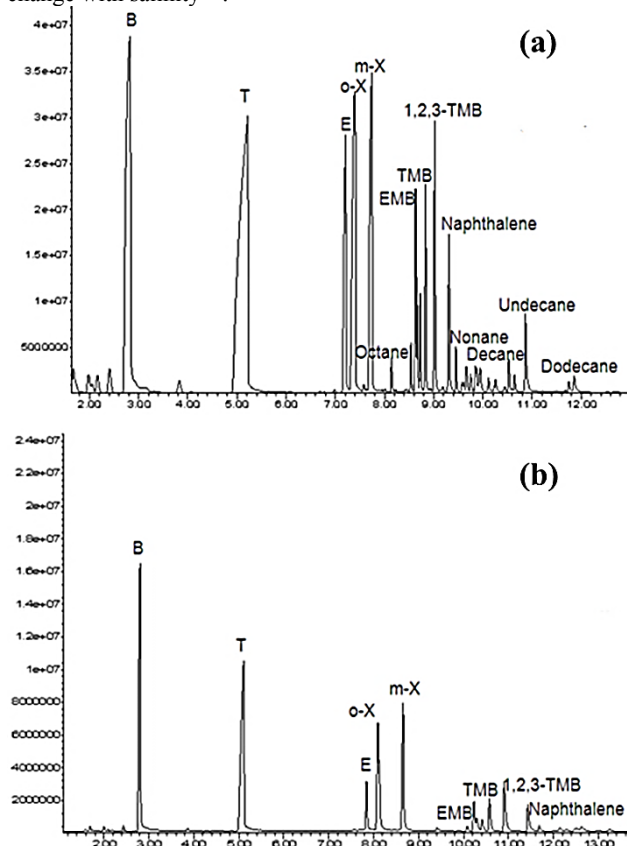 change with salinity
(a)
4e+07
3.5e+07
3e+07
2.5e+07
2e+07
1.5e+07
1e+07
5000000
B
T
E
o-X
m-X
EMB
TMB
1,2,3-TMB
Naphthalene
Octane
Nonane
Decane
Undecane
Dodecane
2.00 3.00 4.00 5.00 6.00 7.00 8.00 9.00 10.00 11.00 12.00
(b)
2.4e+07
2.2e+07
2e+07
1.8e+07
1.6e+07
1.4e+07
1.2e+07
1e+07
8000000
6000000
4000000
2000000
B
T
E
o-X
m-X
EMB
TMB
1,2,3-TMB
Naphthalene
2.00 3.00 4.00 5.00 6.00 7.00 8.00 9.00 10.00 11.00 12.00 13.00